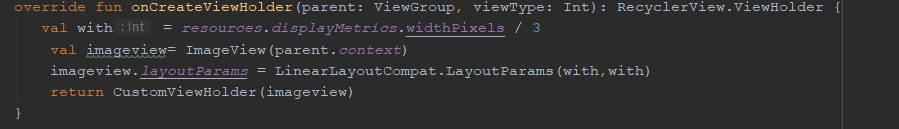 override fun onCreateViewHolder(parent: ViewGroup, viewType: Int): RecyclerView.ViewHolder {
val with : Int = resources.displayMetrics.widthPixels / 3
val imageview= ImageView(parent.context)
imageview.layoutParams = LinearLayoutCompat.LayoutParams(with,with)
return CustomViewHolder(imageview)
}